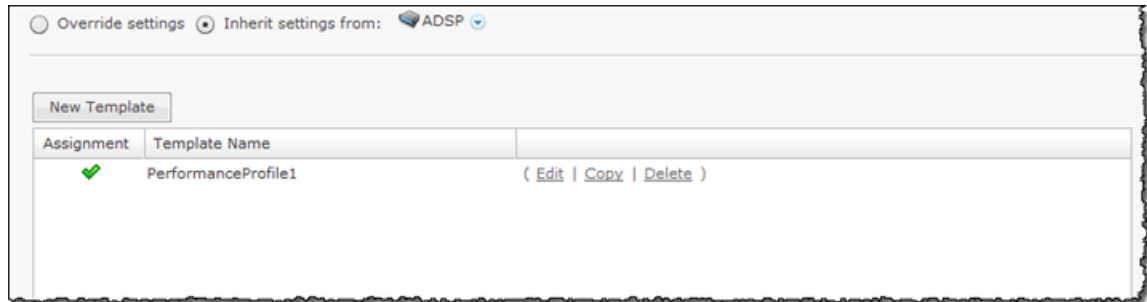 Override settings Inherit settings from: ADSP
New Template
Assignment Template Name
PerformanceProfile1 ( Edit | Copy | Delete )